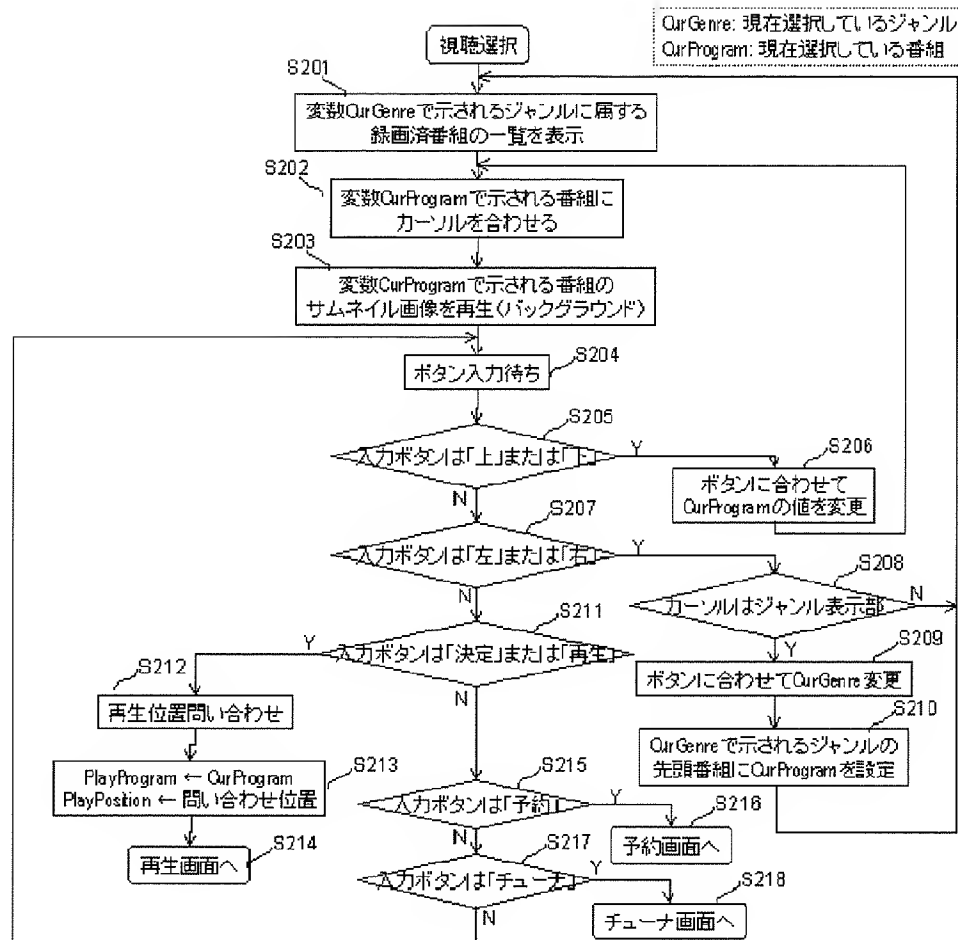 CurGenre: 現在選択しているジャンル
CurProgram: 現在選択している番組
視聴選択
S201
変数CurGenreで示されるジャンルに属する
録画済番組の一覧を表示
S202
変数CurProgramで示される番組に
カーソルを合わせる
S203
変数CurProgramで示される番組の
サムネイル画像を再生(バックグラウンド)
S204
ボタン入力待ち
S205
入力ボタンは「上」または「下」
Y
N
S206
ボタンに合わせて
CurProgramの値を変更
S207
入力ボタンは「左」または「右」
Y
N
S208
カーソルはジャンル表示部
N
Y
S209
ボタンに合わせてCurGenre変更
S210
CurGenreで示されるジャンルの
先頭番組にCurProgramを設定
S211
入力ボタンは「決定」または「再生」
Y
N
S212
再生位置問い合わせ
S213
PlayProgram ← CurProgram
PlayPosition ← 問い合わせ位置
S214
再生画面へ
S215
入力ボタンは「予約」
Y
N
S216
予約画面へ
S217
入力ボタンは「チューナ」
Y
N
S218
チューナ画面へ